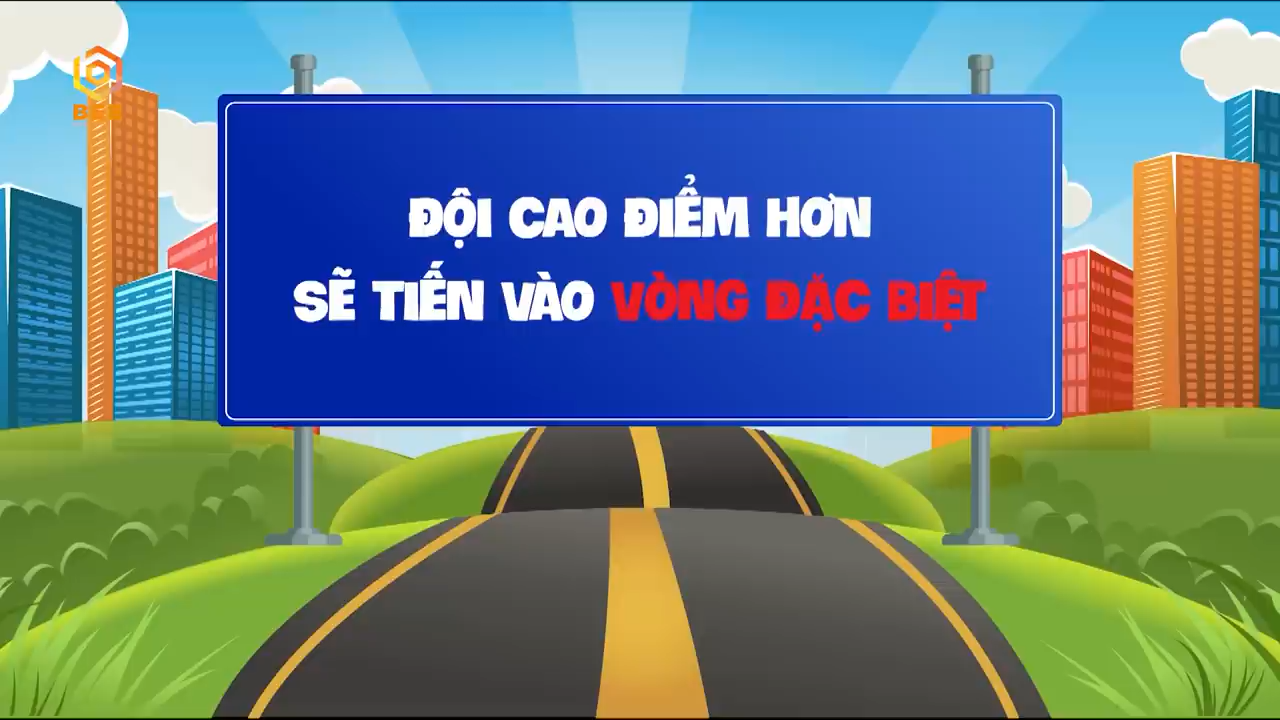 ĐỘI CAO ĐIỂM HƠN
SẼ TIẾN VÀO VÒNG ĐẶC BIỆT